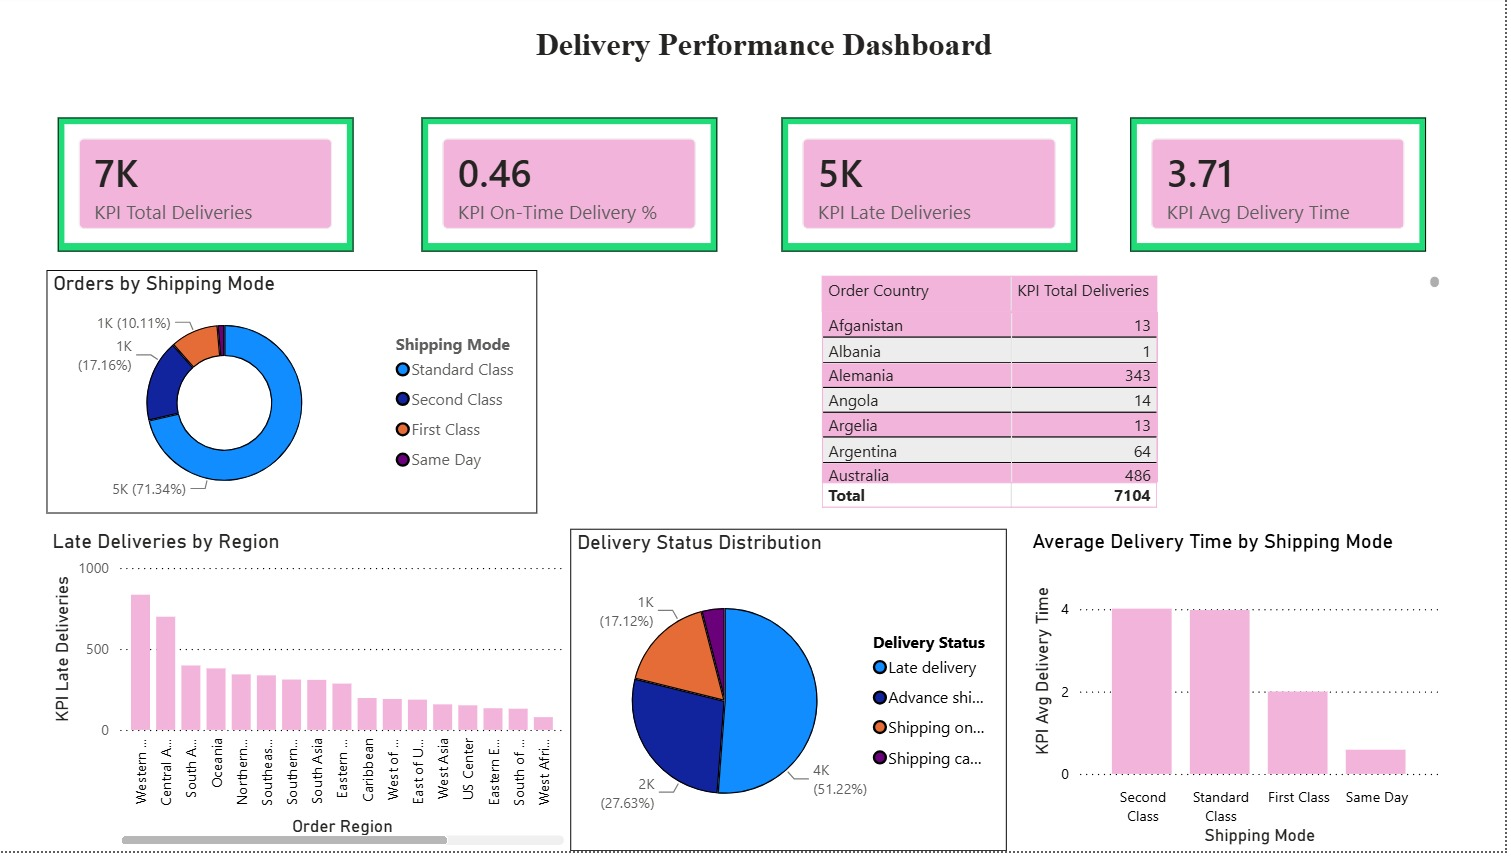 Delivery Performance Dashboard
7K
KPI Total Deliveries
0.46
KPI On-Time Delivery %
5K
KPI Late Deliveries
3.71
KPI Avg Delivery Time
Orders by Shipping Mode
1K (10.11%)
1K
(17.16%)
5K (71.34%)
Shipping Mode
Standard Class
Second Class
First Class
Same Day
Order Country KPI Total Deliveries
Afganistan 13
Albania 1
Alemania 343
Angola 14
Argelia 13
Argentina 64
Australia 486
Total 7104
Late Deliveries by Region
KPI Late Deliveries
1000
500
0
Western ...
Central A...
South A...
Oceania
Northern...
Southeas...
Southern...
South Asia
Eastern ...
Caribbean
West of ...
East of U...
West Asia
US Center
Eastern E...
South of ...
West Afri...
Order Region
Delivery Status Distribution
1K
(17.12%)
2K
(27.63%)
4K
(51.22%)
Delivery Status
Late delivery
Advance shi...
Shipping on...
Shipping ca...
Average Delivery Time by Shipping Mode
KPI Avg Delivery Time
4
2
0
Second
Class
Standard
Class
First Class
Same Day
Shipping Mode